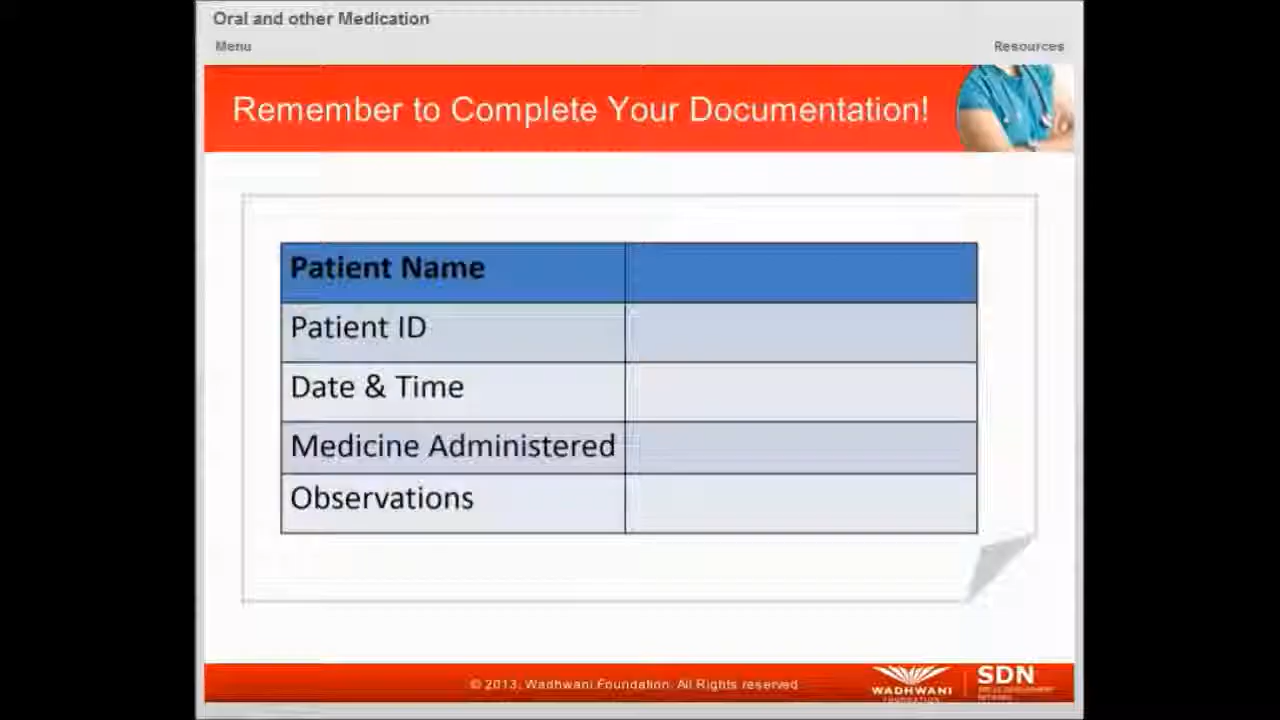 Oral and other Medication
Menu
Resources
Remember to Complete Your Documentation!
Patient Name
Patient ID
Date & Time
Medicine Administered
Observations
© 2013, Wadhwani Foundation. All Rights reserved
WADHWANI
FOUNDATION
SDN